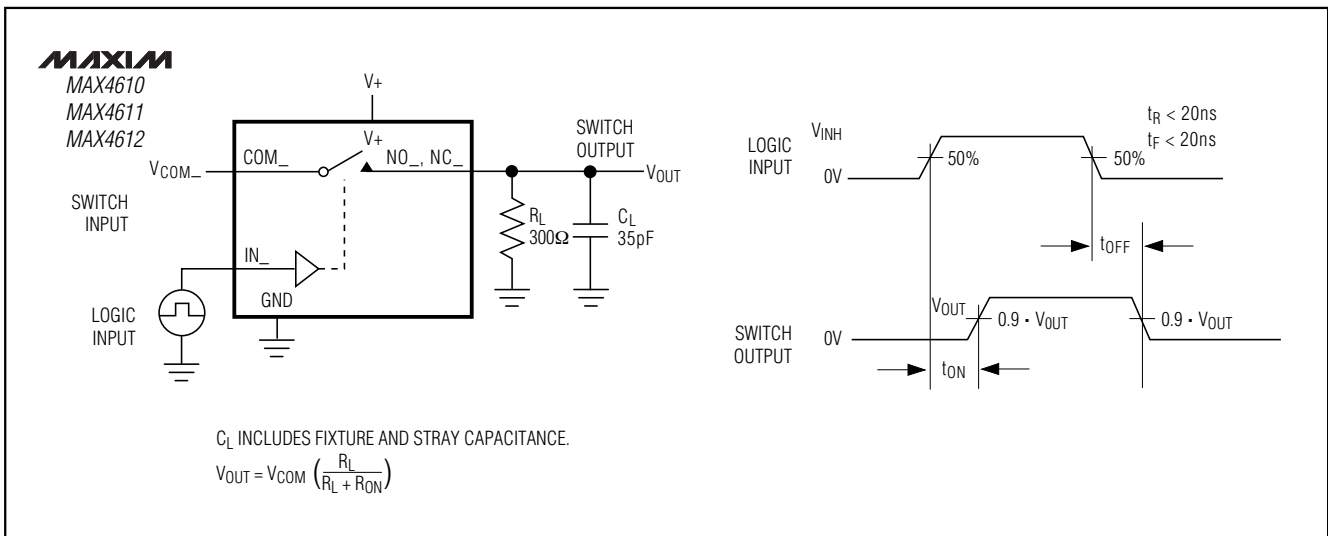 MAXIM
MAX4610
MAX4611
MAX4612
V+
V+
COM_
NO_, NC_
SWITCH
OUTPUT
VCOM_
VOUT
SWITCH
INPUT
RL
300Ω
CL
35pF
IN_
GND
LOGIC
INPUT
CL INCLUDES FIXTURE AND STRAY CAPACITANCE.
VOUT = VCOM (RL / RL + RON)
tR < 20ns
tF < 20ns
VINH
LOGIC
INPUT
50%
50%
0V
tOFF
VOUT
0.9 · VOUT
0.9 · VOUT
SWITCH
OUTPUT
0V
tON